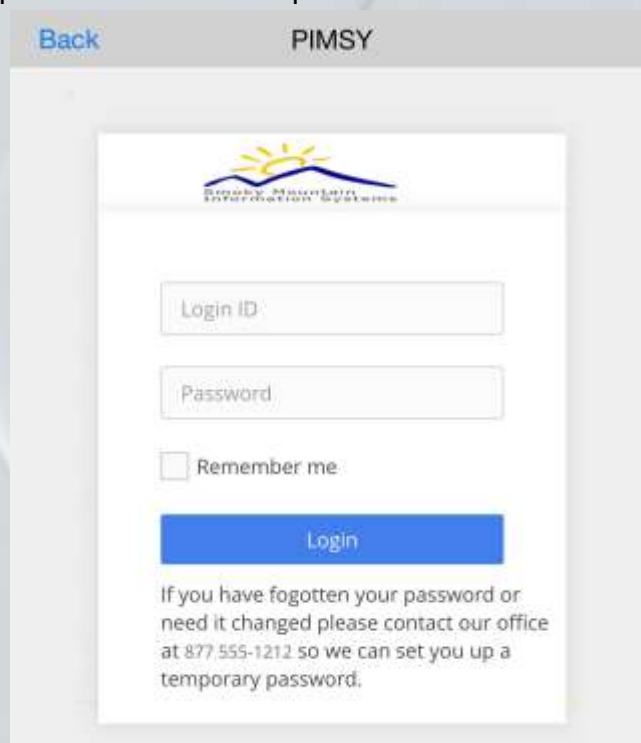 Back
PIMSY
Smoky Mountain
Information Systems
Login ID
Password
Remember me
Login
If you have fogotten your password or
need it changed please contact our office
at 877 555-1212 so we can set you up a
temporary password.